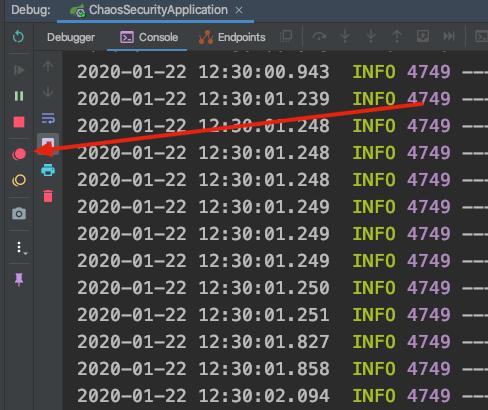 Debug: ChaosSecurityApplication ×
Debugger Console Endpoints
2020-01-22 12:30:00.943 INFO 4749 ---
2020-01-22 12:30:01.239 INFO 4749 ---
2020-01-22 12:30:01.248 INFO 4749 ---
2020-01-22 12:30:01.248 INFO 4749 ---
2020-01-22 12:30:01.248 INFO 4749 ---
2020-01-22 12:30:01.249 INFO 4749 ---
2020-01-22 12:30:01.249 INFO 4749 ---
2020-01-22 12:30:01.249 INFO 4749 ---
2020-01-22 12:30:01.250 INFO 4749 ---
2020-01-22 12:30:01.251 INFO 4749 ---
2020-01-22 12:30:01.827 INFO 4749 ---
2020-01-22 12:30:01.858 INFO 4749 ---
2020-01-22 12:30:02.094 INFO 4749 ---